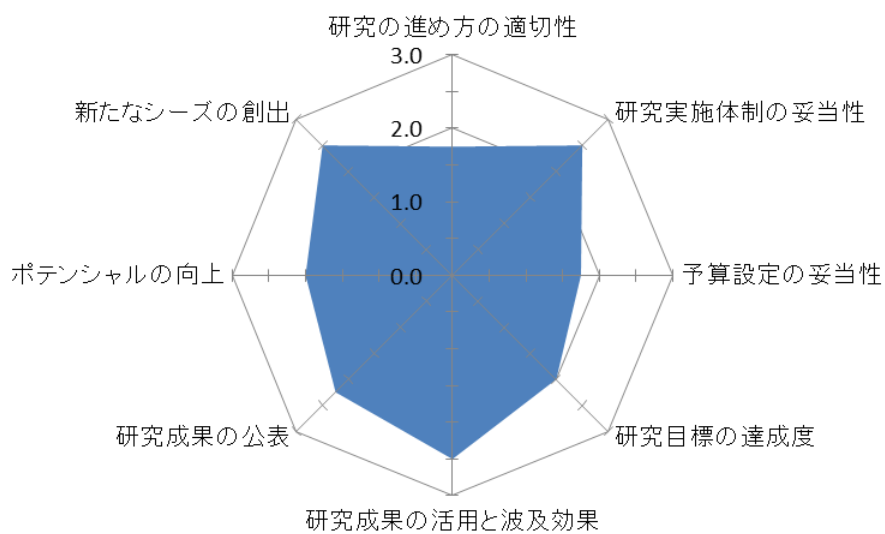 研究の進め方の適切性
3.0
新たなシーズの創出
研究実施体制の妥当性
2.0
1.0
ポテンシャルの向上
0.0
予算設定の妥当性
研究成果の公表
研究目標の達成度
研究成果の活用と波及効果